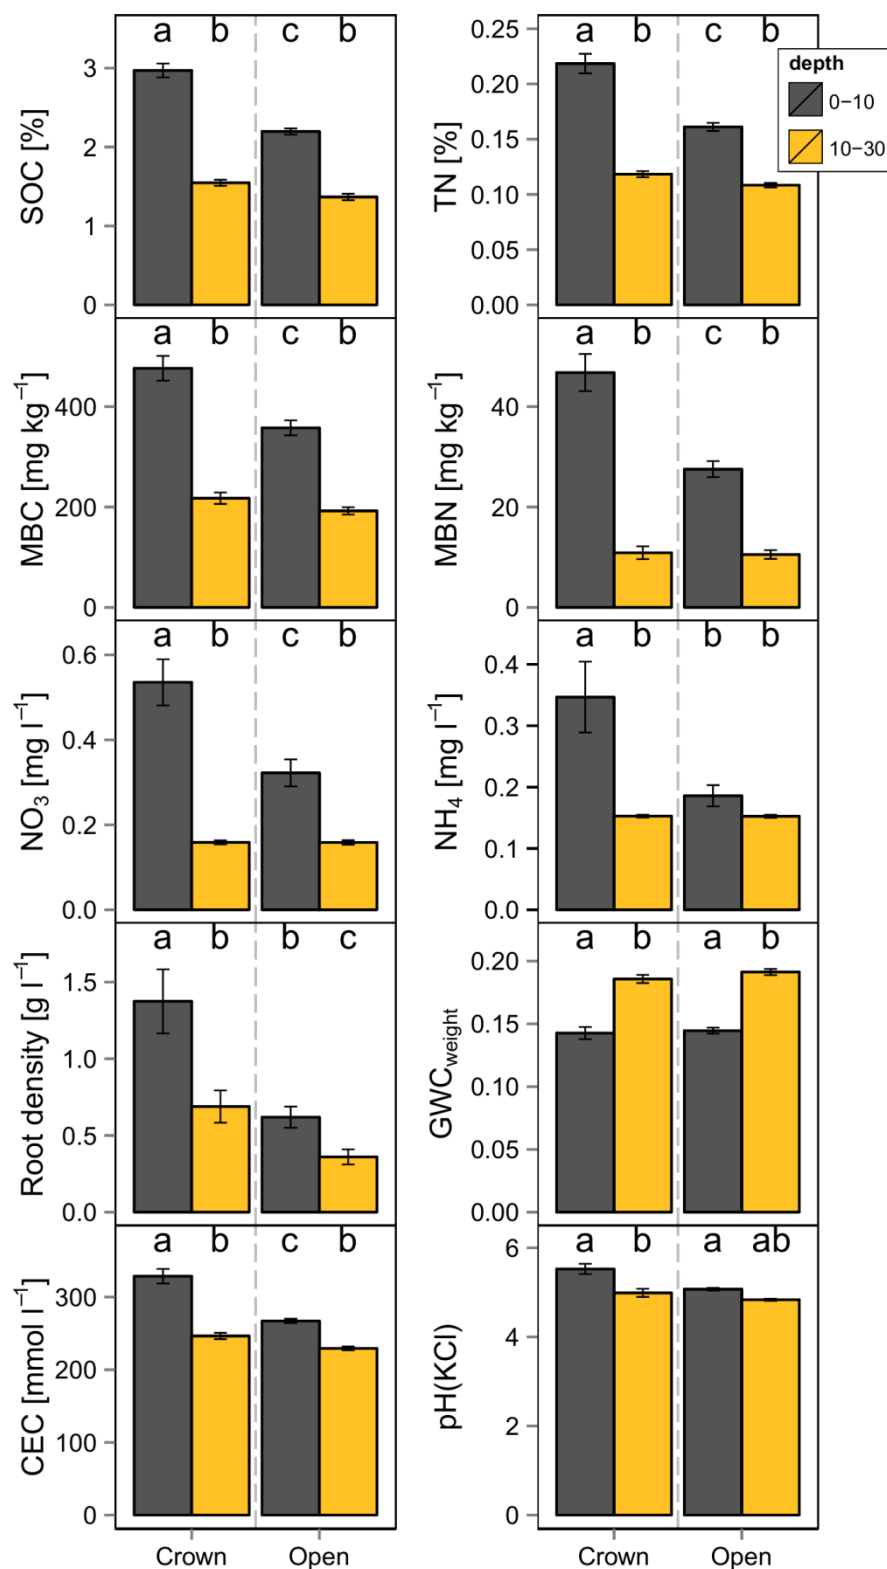 a b c b
SOC [%]
3
2
1
0
a b c b
TN [%]
0.25
0.20
0.15
0.10
0.05
0.00
depth
0−10
10−30
a b c b
MBC [mg kg⁻¹]
400
200
0
a b c b
MBN [mg kg⁻¹]
40
20
0
a b c b
NO₃ [mg l⁻¹]
0.6
0.4
0.2
0.0
a b b b
NH₄ [mg l⁻¹]
0.4
0.3
0.2
0.1
0.0
a b b c
Root density [g l⁻¹]
1.5
1.0
0.5
0.0
a b a b
GWCweight
0.20
0.15
0.10
0.05
0.00
a b c b
CEC [mmol l⁻¹]
300
200
100
0
Crown Open
a b a ab
pH(KCl)
6
4
2
0
Crown Open